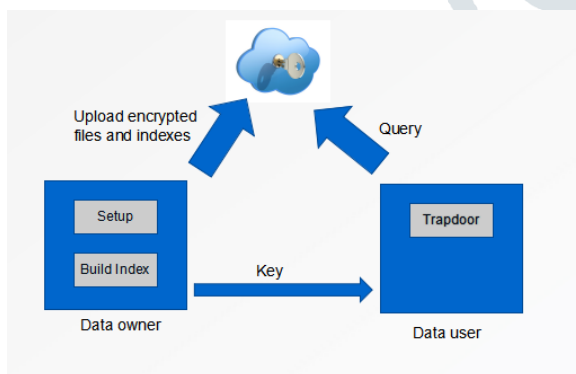 Upload encrypted
files and indexes
Query
Setup
Trapdoor
Build Index
Key
Data owner
Data user